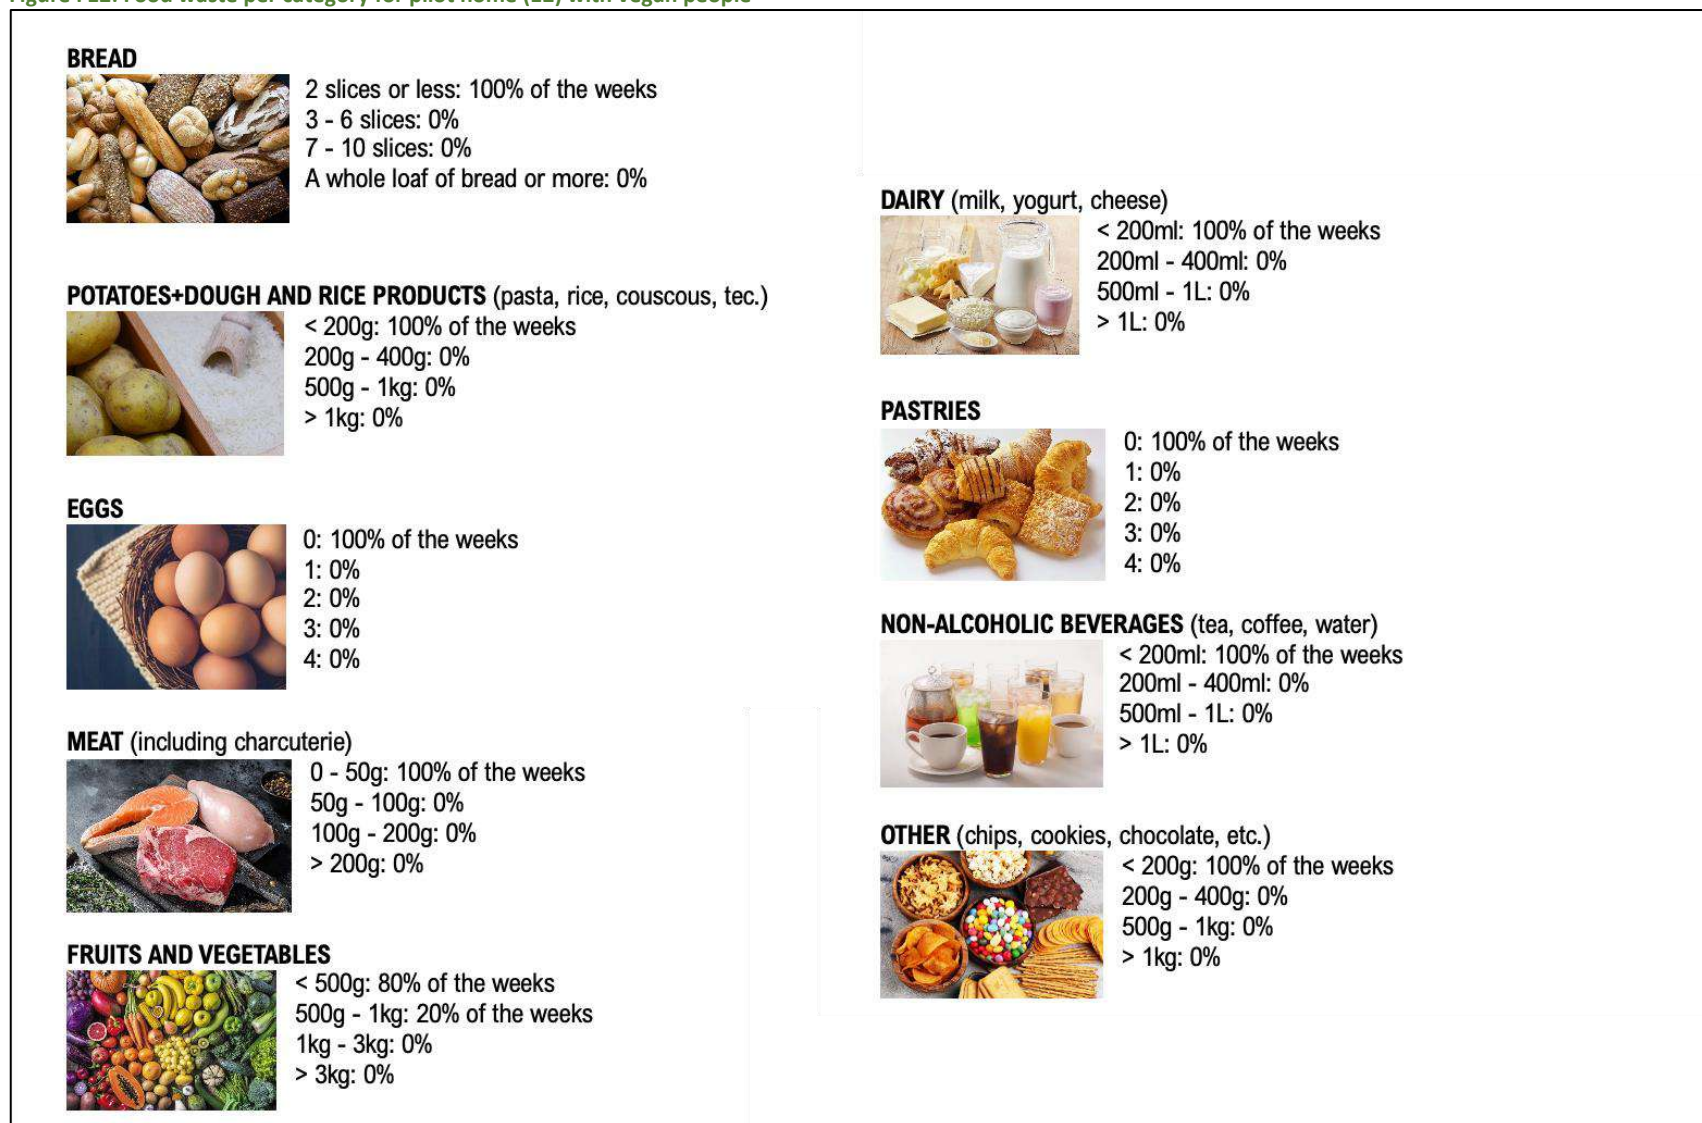 BREAD
2 slices or less: 100% of the weeks
3 - 6 slices: 0%
7 - 10 slices: 0%
A whole loaf of bread or more: 0%
POTATOES+DOUGH AND RICE PRODUCTS (pasta, rice, couscous, tec.)
< 200g: 100% of the weeks
200g - 400g: 0%
500g - 1kg: 0%
> 1kg: 0%
EGGS
0: 100% of the weeks
1: 0%
2: 0%
3: 0%
4: 0%
MEAT (including charcuterie)
0 - 50g: 100% of the weeks
50g - 100g: 0%
100g - 200g: 0%
> 200g: 0%
FRUITS AND VEGETABLES
< 500g: 80% of the weeks
500g - 1kg: 20% of the weeks
1kg - 3kg: 0%
> 3kg: 0%
DAIRY (milk, yogurt, cheese)
< 200ml: 100% of the weeks
200ml - 400ml: 0%
500ml - 1L: 0%
> 1L: 0%
PASTRIES
0: 100% of the weeks
1: 0%
2: 0%
3: 0%
4: 0%
NON-ALCOHOLIC BEVERAGES (tea, coffee, water)
< 200ml: 100% of the weeks
200ml - 400ml: 0%
500ml - 1L: 0%
> 1L: 0%
OTHER (chips, cookies, chocolate, etc.)
< 200g: 100% of the weeks
200g - 400g: 0%
500g - 1kg: 0%
> 1kg: 0%